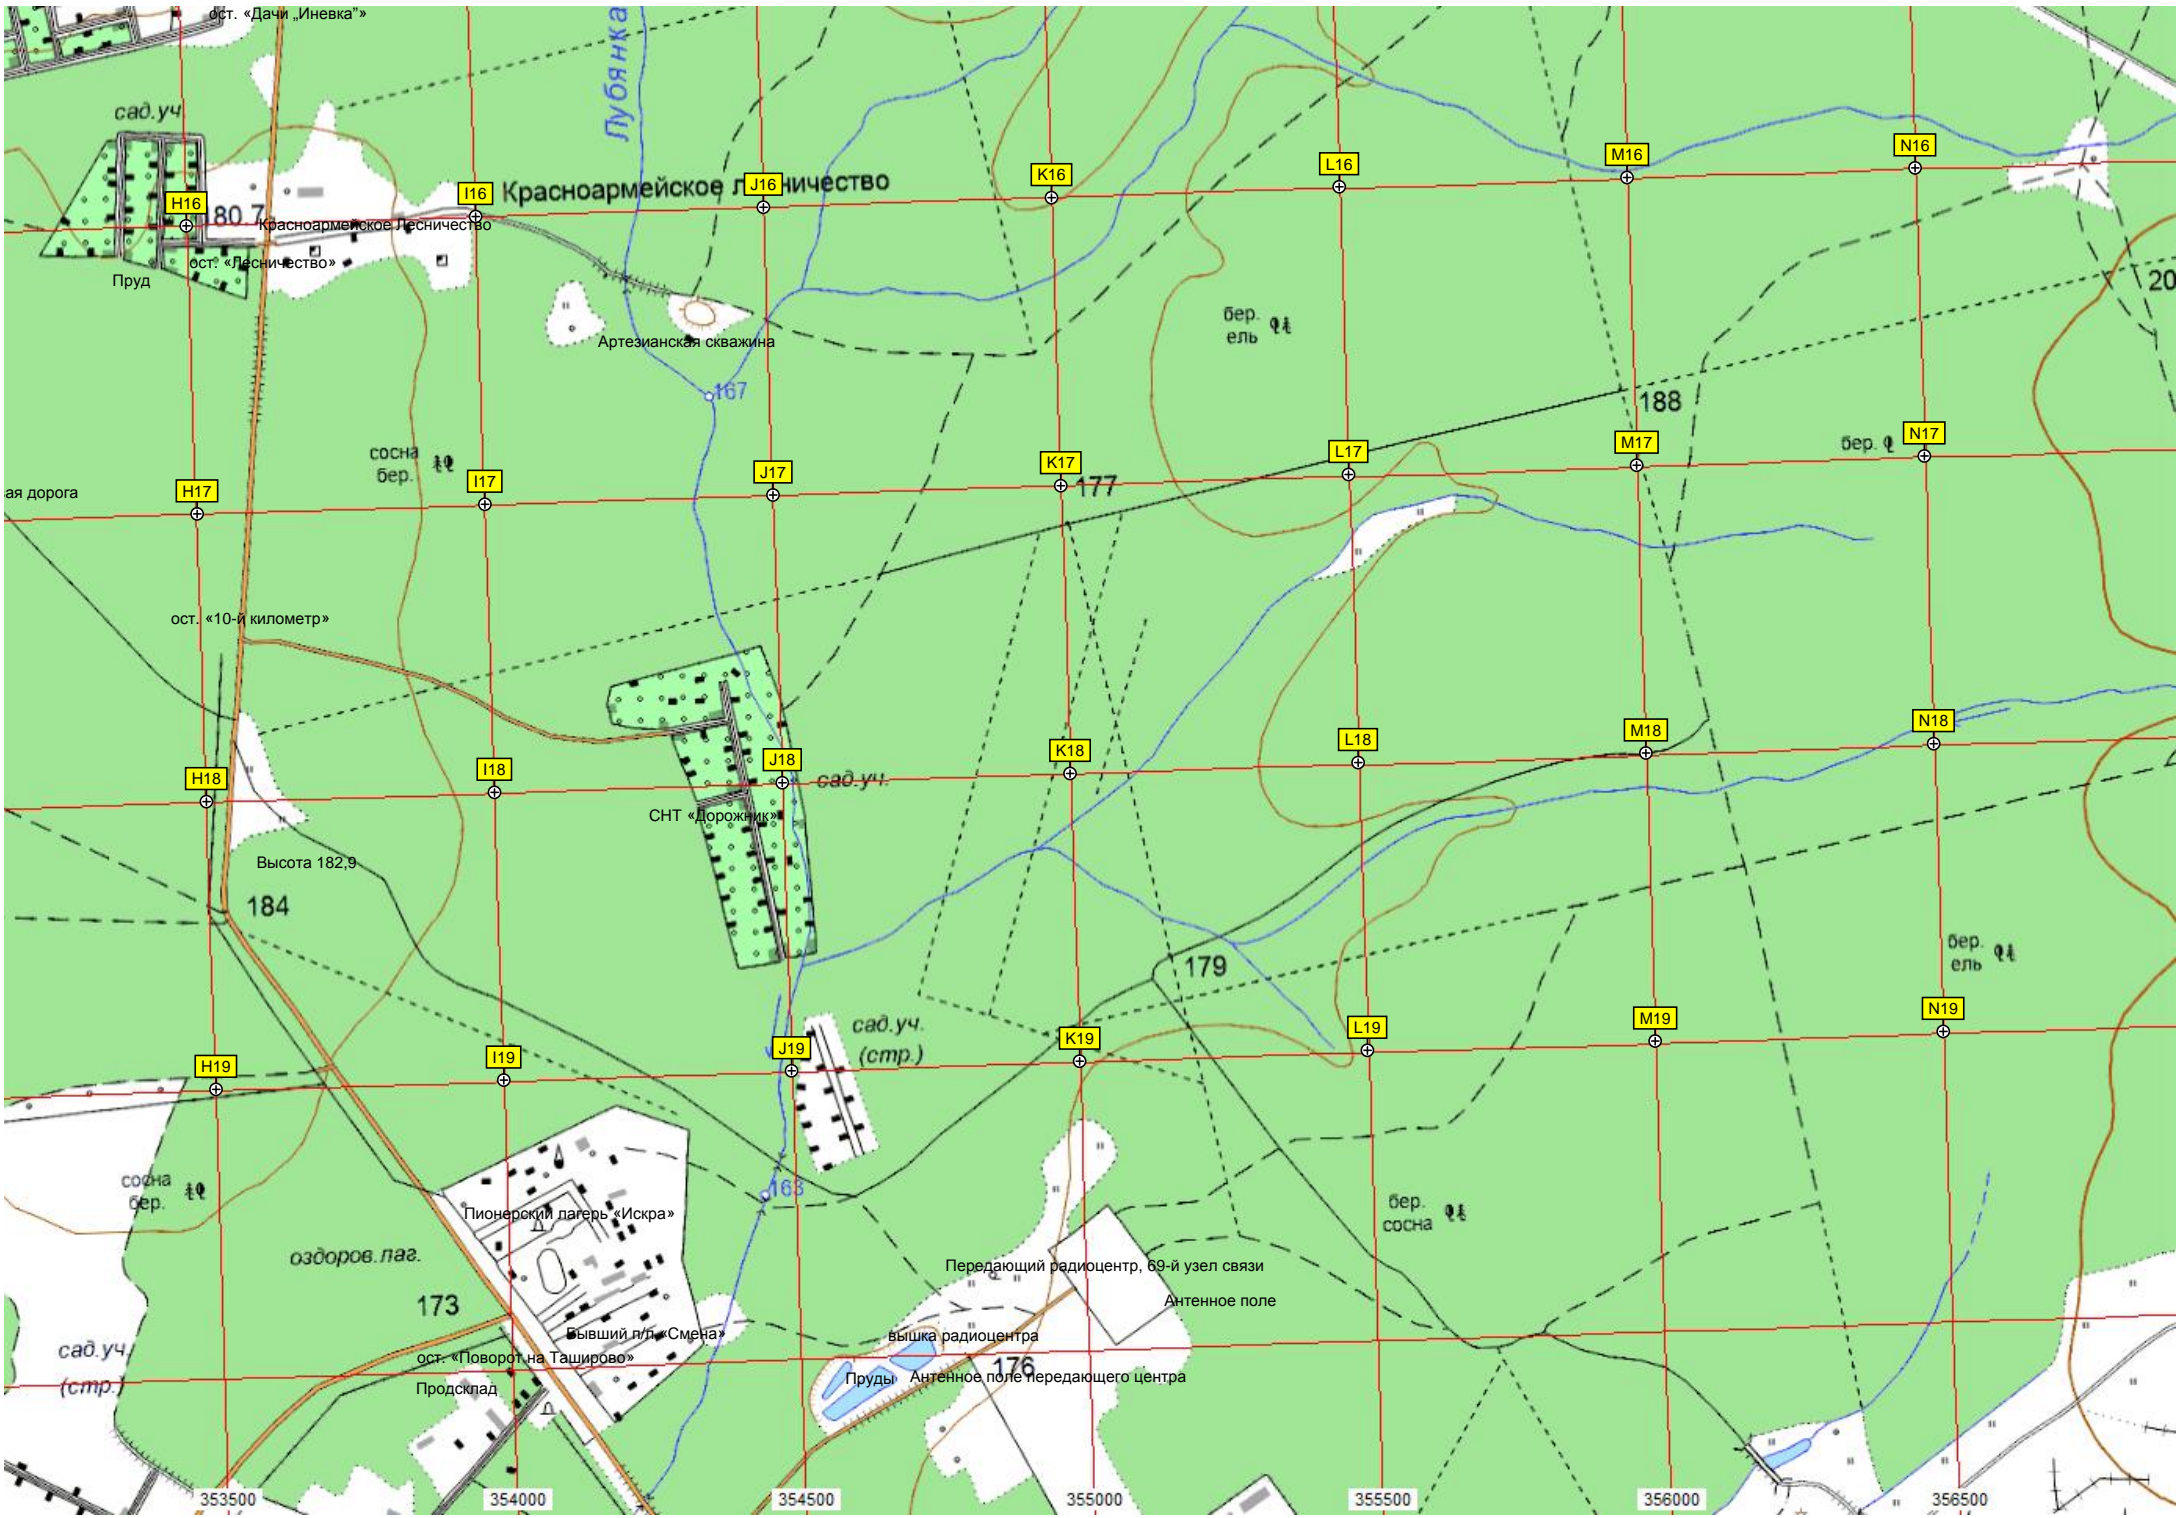 ост. «Дачи „Иневка"»
Лубянка
сад.уч
H16
180.7
I16
Красноармейское л
ничество
J16
K16
L16
M16
N16
Красноармейское Лесничество
ост. «Лесничество»
Пруд
20
Артезианская скважина
бер.
ель
167
188
сосна
бер.
бер.
ая дорога
H17
I17
J17
K17
177
L17
M17
N17
ост. «10-й километр»
H18
I18
J18
сад.уч.
K18
L18
M18
N18
СНТ «Дорожник»
Высота 182,9
184
179
бер.
ель
сад.уч.
(стр.)
H19
I19
J19
K19
L19
M19
N19
сосна
бер.
163
Пионерский лагерь «Искра»
бер.
сосна
оздоров.лаг.
Передающий радиоцентр, 69-й узел связи
Антенное поле
173
Бывший п/л «Смена»
вышка радиоцентра
сад.уч.
(стр.)
ост. «Поворот на Таширово»
176
Продсклад
Пруды
Антенное поле передающего центра
353500
354000
354500
355000
355500
356000
356500